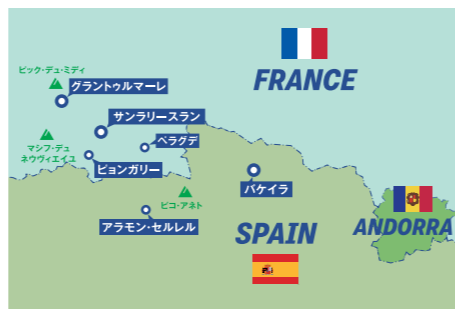 FRANCE
ピック・デュ・ミディ
グラントゥルマーレ
サンラリースラン
ペラグデ
マシフ・デュ
ネウヴィエイユ
ピョンガリー
ピコ・アネト
バケイラ
アラモン・セルレル
SPAIN
ANDORRA